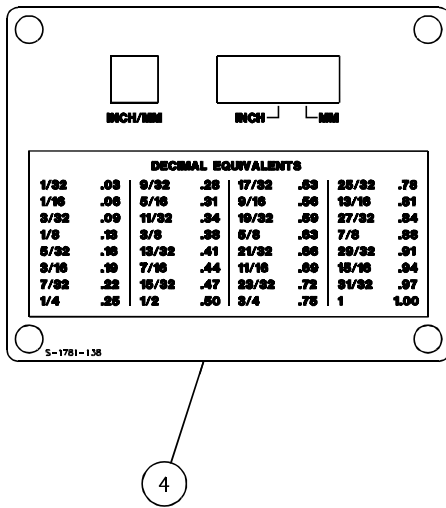 INCH/MM INCH MM
DECIMAL EQUIVALENTS
1/32 .03 9/32 .28 17/32 .53 25/32 .78
1/16 .06 5/16 .31 9/16 .56 13/16 .81
3/32 .09 11/32 .34 19/32 .59 27/32 .84
1/8 .13 3/8 .38 5/8 .63 7/8 .88
5/32 .16 13/32 .41 21/32 .66 29/32 .91
3/16 .19 7/16 .44 11/16 .69 15/16 .94
7/32 .22 15/32 .47 23/32 .72 31/32 .97
1/4 .25 1/2 .50 3/4 .75 1 1.00
S-1781-138
4